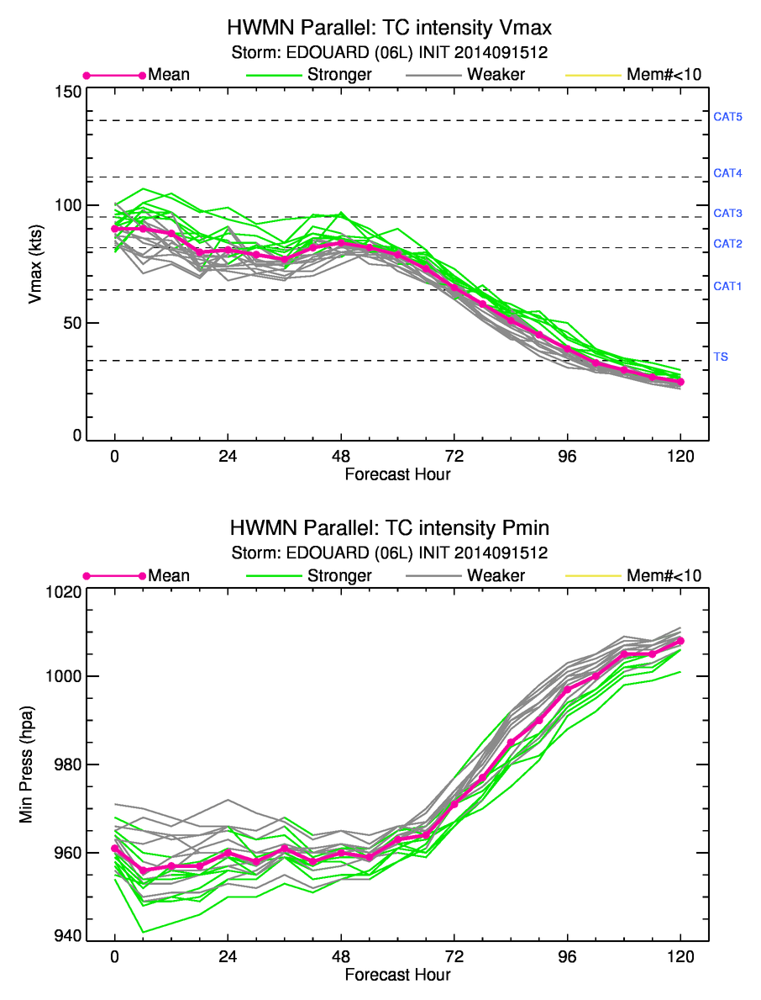 HWMN Parallel: TC intensity Vmax
Storm: EDOUARD (06L) INIT 2014091512
Mean Stronger Weaker Mem#<10
150
CAT5
CAT4
100
CAT3
CAT2
Vmax (kts)
CAT1
50
TS
0
0 24 48 72 96 120
Forecast Hour
HWMN Parallel: TC intensity Pmin
Storm: EDOUARD (06L) INIT 2014091512
Mean Stronger Weaker Mem#<10
1020
1000
Min Press (hpa)
980
960
940
0 24 48 72 96 120
Forecast Hour